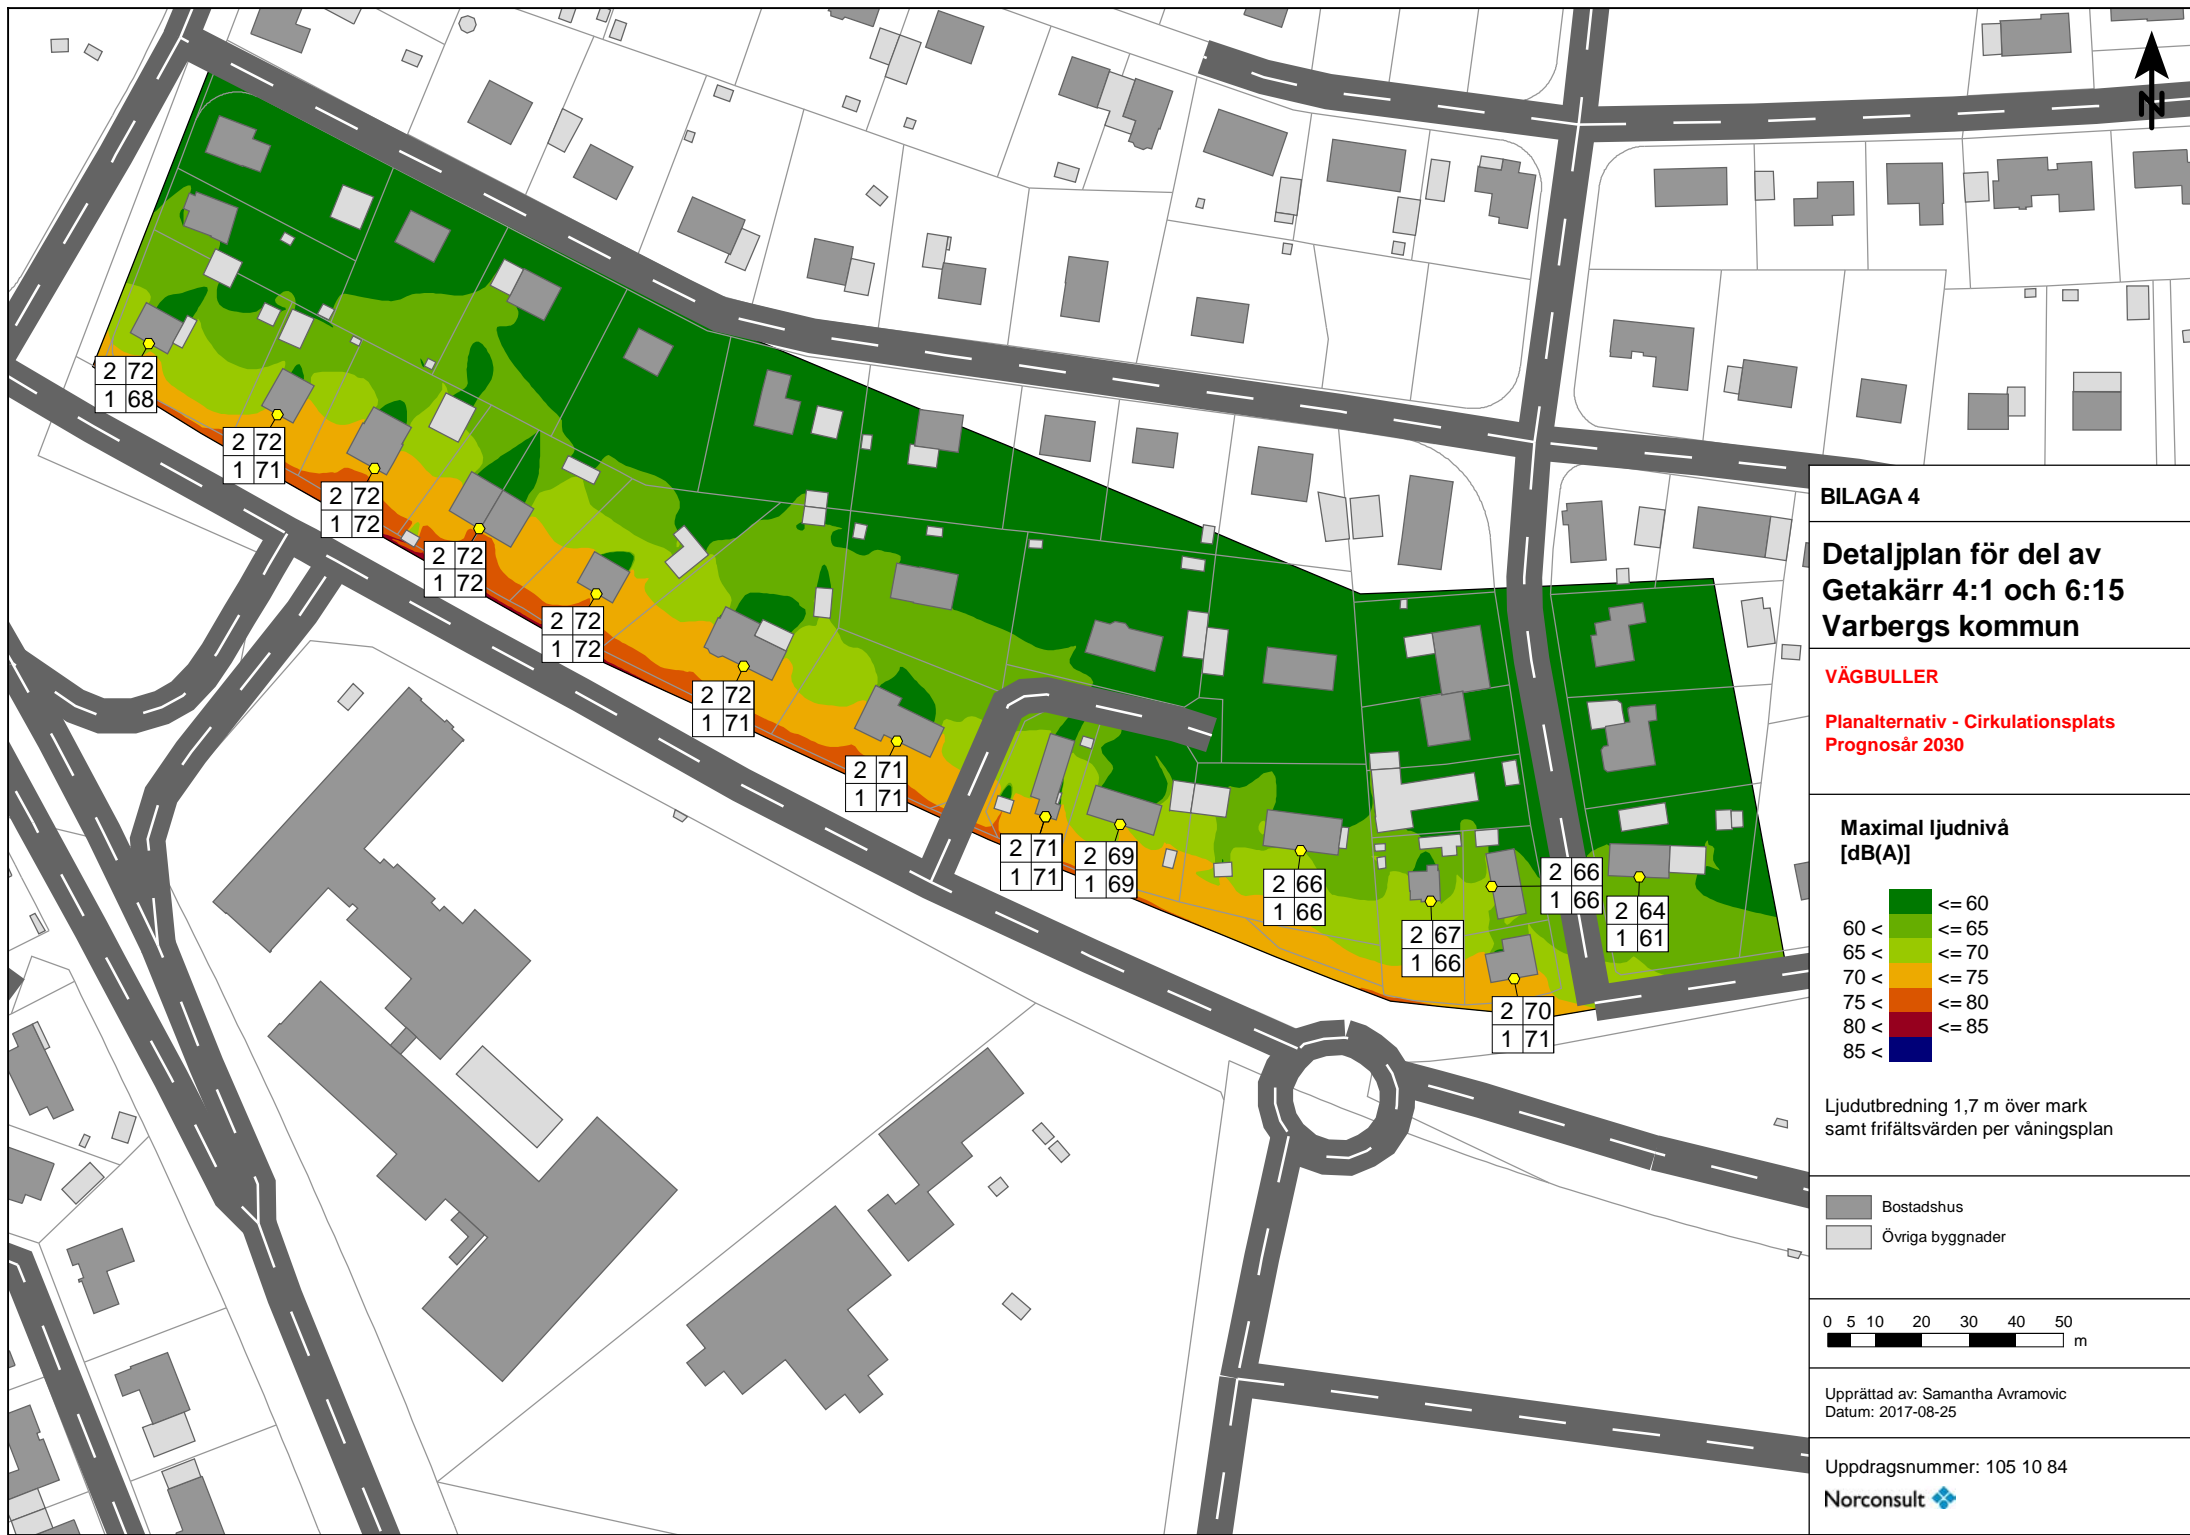 N
2 72
1 68
2 72
1 71
2 72
1 72
2 72
1 72
2 72
1 72
2 72
1 71
2 71
1 71
2 71
1 71
2 69
1 69
2 66
1 66
2 67
1 66
2 66
1 66
2 64
1 61
2 70
1 71
BILAGA 4
Detaljplan för del av
Getakärr 4:1 och 6:15
Varbergs kommun
VÄGBULLER
Planalternativ - Cirkulationsplats
Prognosår 2030
Maximal ljudnivå
[dB(A)]
<= 60
60 < <= 65
65 < <= 70
70 < <= 75
75 < <= 80
80 < <= 85
85 <
Ljudutbredning 1,7 m över mark
samt frifältsvärden per våningsplan
Bostadshus
Övriga byggnader
0 5 10 20 30 40 50
m
Upprättad av: Samantha Avramovic
Datum: 2017-08-25
Uppdragsnummer: 105 10 84
Norconsult